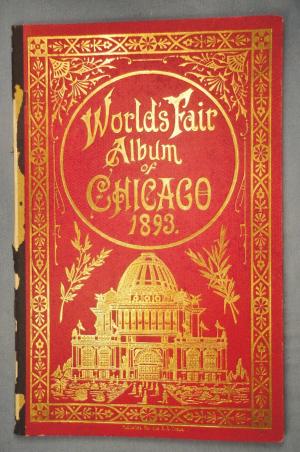 World's Fair
Album
of
CHICAGO
1893.